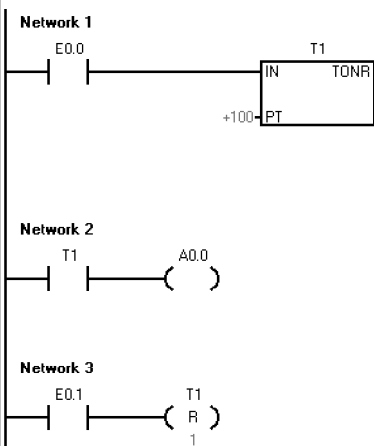 Network 1
E0.0
T1
IN TONR
+100 PT
Network 2
T1 A0.0
( )
Network 3
E0.1 T1
( R )
1